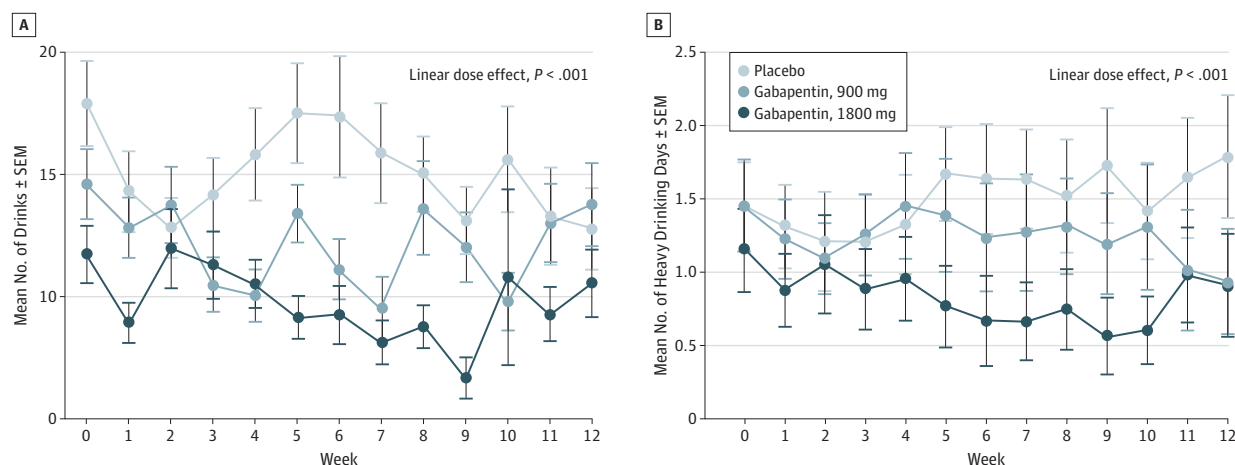 A
20
15
10
0
Mean No. of Drinks ± SEM
Linear dose effect, P < .001
0 1 2 3 4 5 6 7 8 9 10 11 12
Week
B
2.5
2.0
1.5
1.0
0.5
0
Mean No. of Heavy Drinking Days ± SEM
Placebo
Gabapentin, 900 mg
Gabapentin, 1800 mg
Linear dose effect, P < .001
0 1 2 3 4 5 6 7 8 9 10 11 12
Week